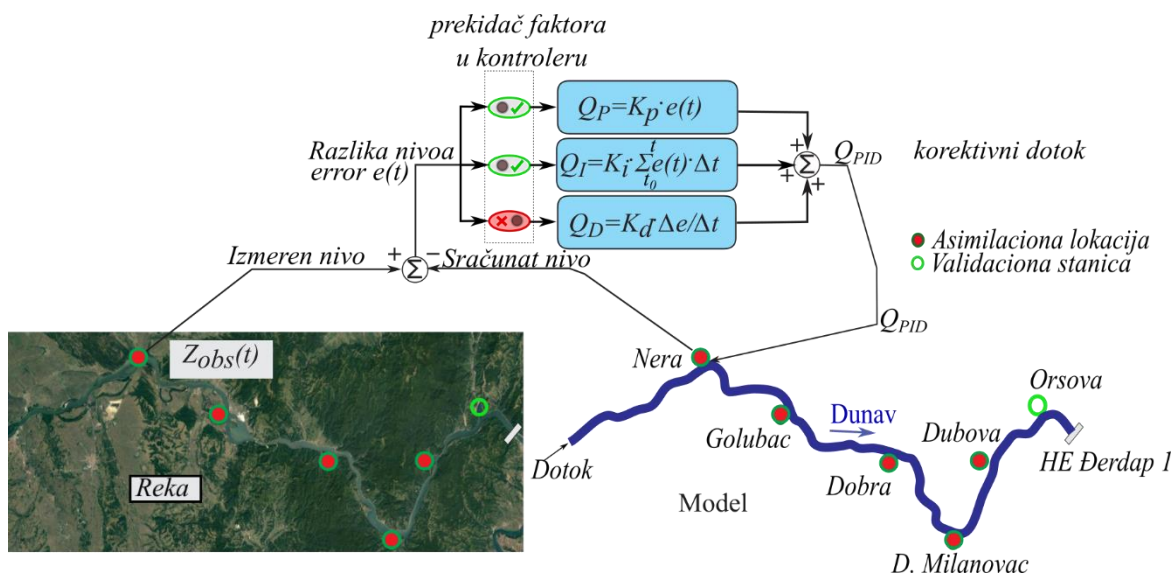 prekidač faktora
u kontroleru
Q_P=K_p·e(t)
Razlika nivoa
error e(t)
Q_I=K_i·Σ_{t_0}^{t}e(t)·Δt
Q_PID
korektivni dotok
Q_D=K_d·Δe/Δt
Izmeren nivo
Σ
Sračunat nivo
Σ
Asimilaciona lokacija
Validaciona stanica
Q_PID
Z_obs(t)
Nera
Orsova
Golubac
Dunav
Dubova
Dotok
Dobra
HE Đerdap 1
Reka
Model
D. Milanovac